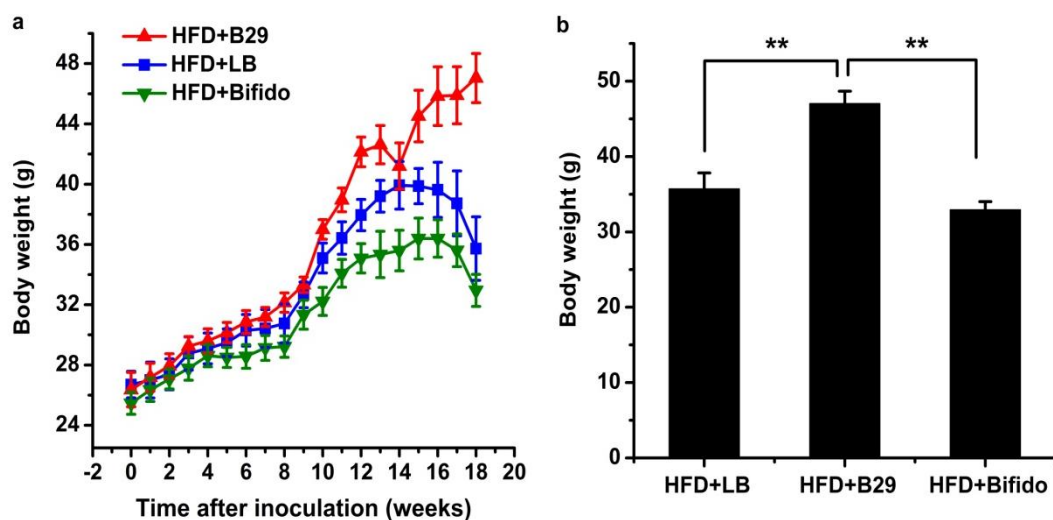 a
HFD+B29
HFD+LB
HFD+Bifido
48
44
40
36
32
28
24
Body weight (g)
-2 0 2 4 6 8 10 12 14 16 18 20
Time after inoculation (weeks)
b
** **
50
40
30
20
10
0
Body weight (g)
HFD+LB HFD+B29 HFD+Bifido